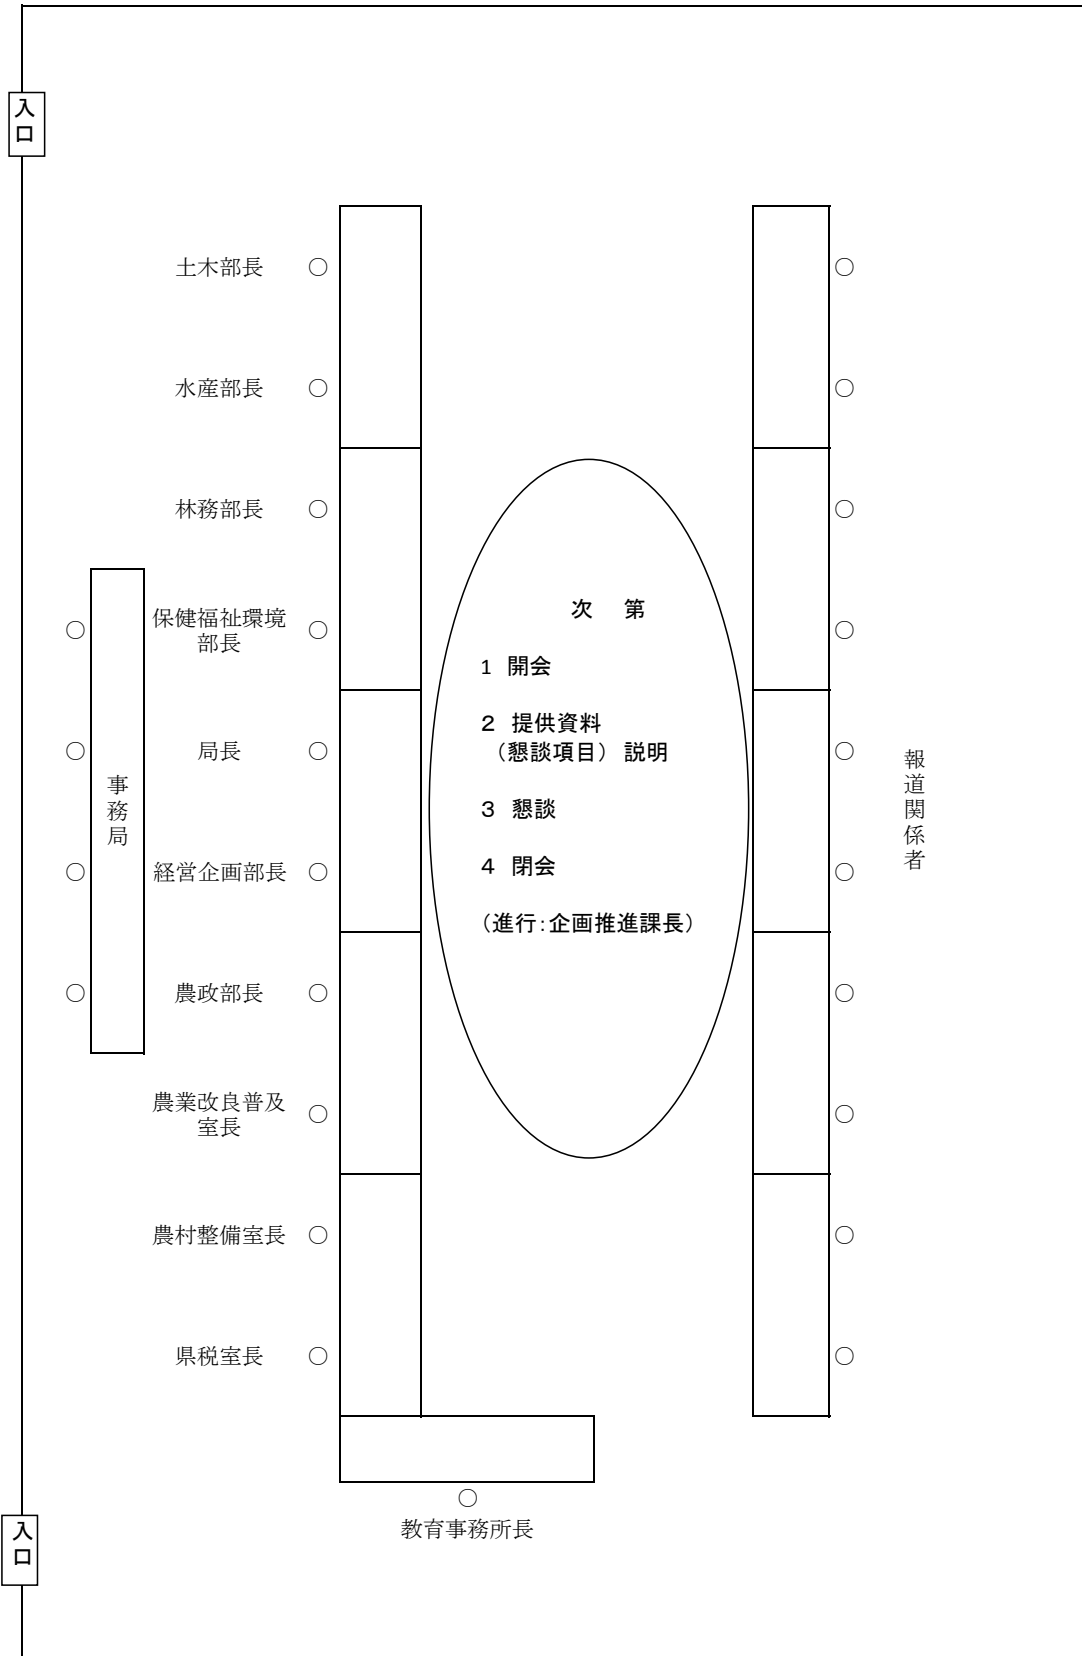 入口
土木部長
水産部長
林務部長
保健福祉環境
部長
局長
経営企画部長
農政部長
農業改良普及
室長
農村整備室長
県税室長
事務局
次 第
1 開会
2 提供資料
(懇談項目) 説明
3 懇談
4 閉会
(進行:企画推進課長)
報道関係者
教育事務所長
入口